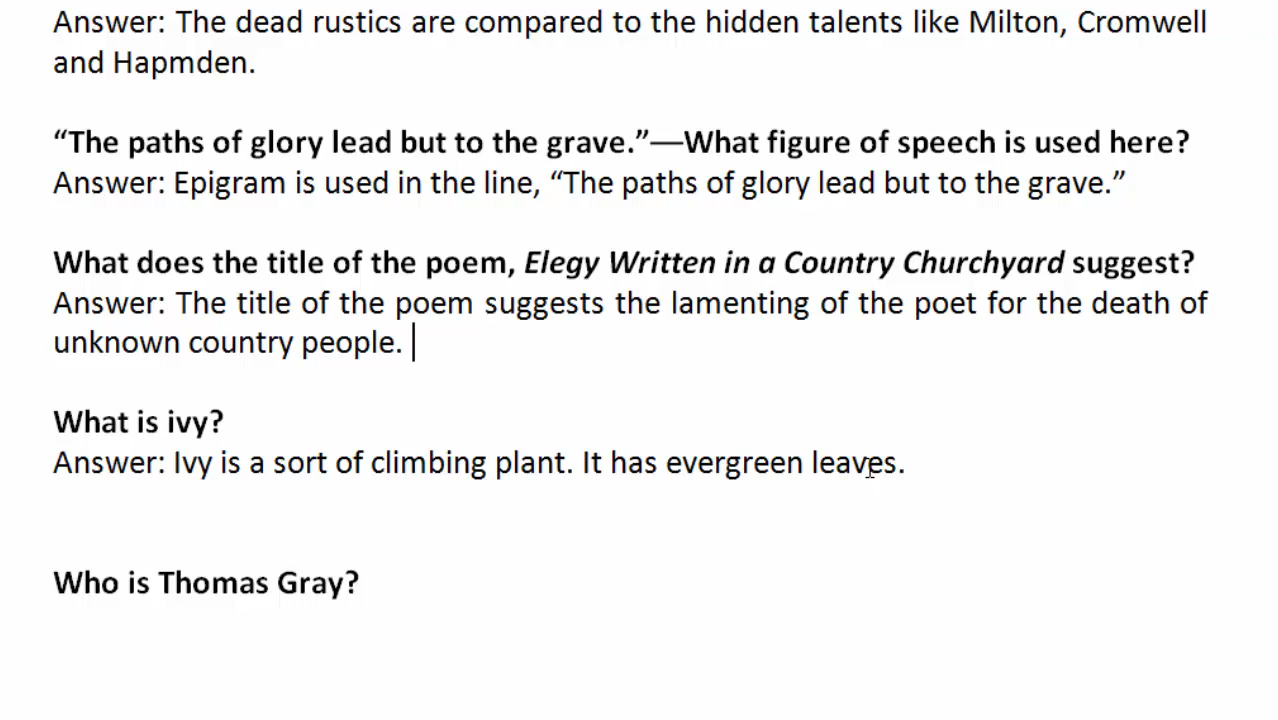 Answer: The dead rustics are compared to the hidden talents like Milton, Cromwell
and Hapmden.
“The paths of glory lead but to the grave.”—What figure of speech is used here?
Answer: Epigram is used in the line, “The paths of glory lead but to the grave.”
What does the title of the poem, Elegy Written in a Country Churchyard suggest?
Answer: The title of the poem suggests the lamenting of the poet for the death of
unknown country people.
What is ivy?
Answer: Ivy is a sort of climbing plant. It has evergreen leaves.
Who is Thomas Gray?